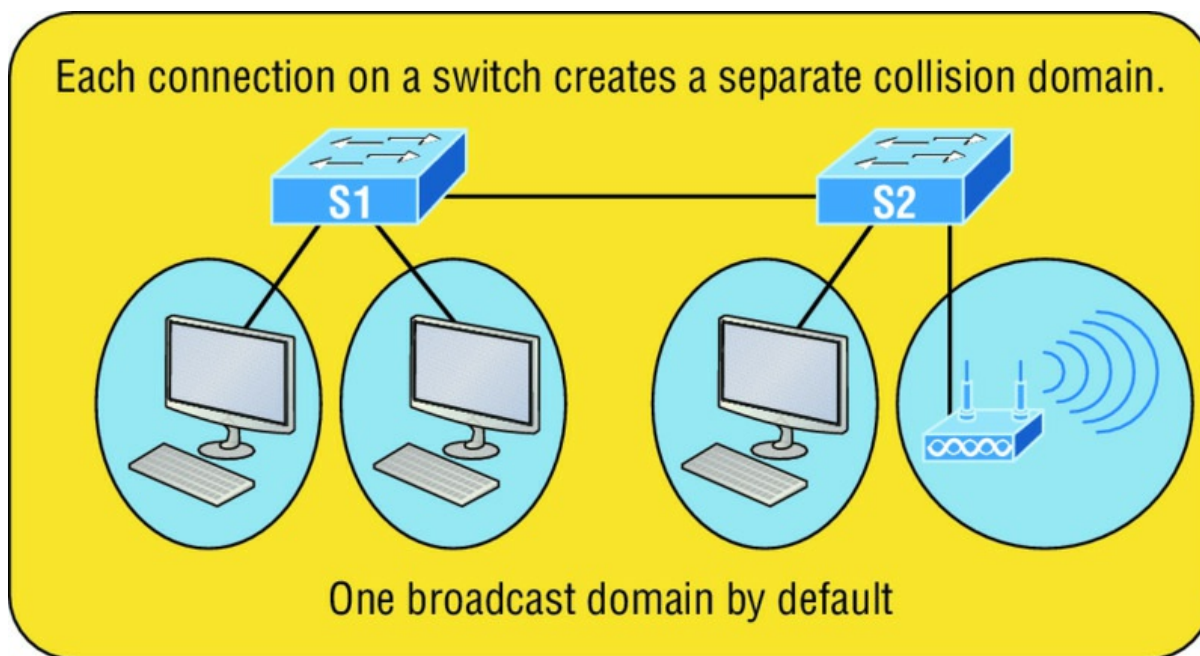 Each connection on a switch creates a separate collision domain.
S1
S2
One broadcast domain by default